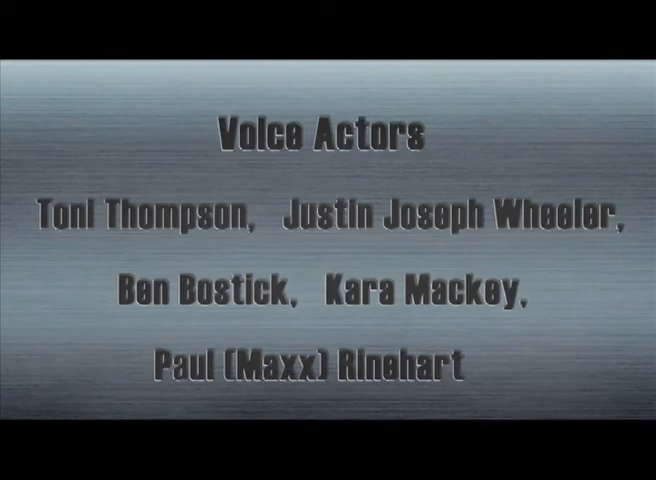 Voice Actors
Toni Thompson, Justin Joseph Wheeler,
Ben Bostick, Kara Mackey,
Paul (Maxx) Rinehart